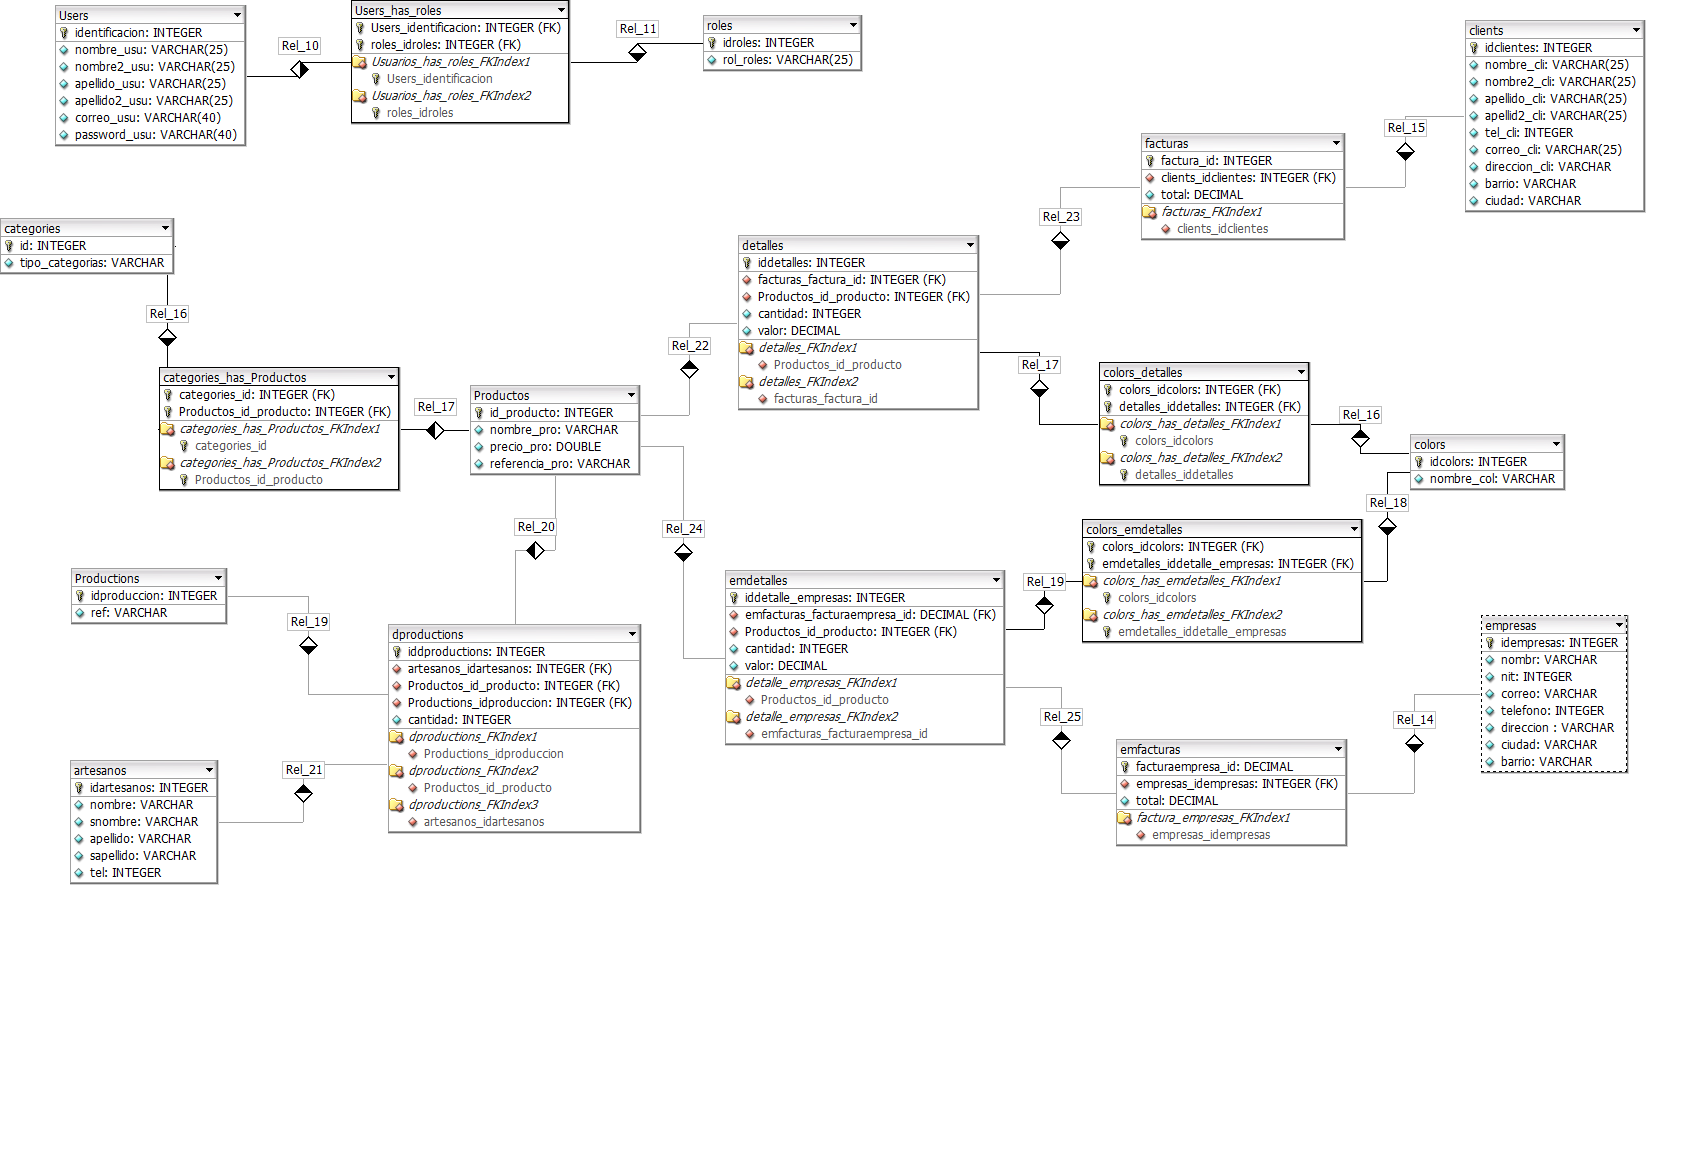 Users
identificacion: INTEGER
nombre_usu: VARCHAR(25)
nombre2_usu: VARCHAR(25)
apellido_usu: VARCHAR(25)
apellido2_usu: VARCHAR(25)
correo_usu: VARCHAR(40)
password_usu: VARCHAR(40)
Rel_10
Users_has_roles
Users_identificacion: INTEGER (FK)
roles_idroles: INTEGER (FK)
Usuarios_has_roles_FKIndex1
Users_identificacion
Usuarios_has_roles_FKIndex2
roles_idroles
Rel_11
roles
idroles: INTEGER
rol_roles: VARCHAR(25)
clients
idclientes: INTEGER
nombre_cli: VARCHAR(25)
nombre2_cli: VARCHAR(25)
apellido_cli: VARCHAR(25)
apellid2_cli: VARCHAR(25)
tel_cli: INTEGER
correo_cli: VARCHAR(25)
direccion_cli: VARCHAR
barrio: VARCHAR
ciudad: VARCHAR
Rel_15
facturas
factura_id: INTEGER
clients_idclientes: INTEGER (FK)
total: DECIMAL
facturas_FKIndex1
clients_idclientes
Rel_23
categories
id: INTEGER
tipo_categorias: VARCHAR
Rel_16
categories_has_Productos
categories_id: INTEGER (FK)
Productos_id_producto: INTEGER (FK)
categories_has_Productos_FKIndex1
categories_id
categories_has_Productos_FKIndex2
Productos_id_producto
Rel_17
Productos
id_producto: INTEGER
nombre_pro: VARCHAR
precio_pro: DOUBLE
referencia_pro: VARCHAR
Rel_22
detalles
iddetalles: INTEGER
facturas_factura_id: INTEGER (FK)
Productos_id_producto: INTEGER (FK)
cantidad: INTEGER
valor: DECIMAL
detalles_FKIndex1
Productos_id_producto
detalles_FKIndex2
facturas_factura_id
Rel_17
colors_detalles
colors_idcolors: INTEGER (FK)
detalles_iddetalles: INTEGER (FK)
colors_has_detalles_FKIndex1
colors_idcolors
colors_has_detalles_FKIndex2
detalles_iddetalles
Rel_16
colors
idcolors: INTEGER
nombre_col: VARCHAR
Rel_18
Rel_20
Rel_24
colors_emdetalles
colors_idcolors: INTEGER (FK)
emdetalles_iddetalle_empresas: INTEGER (FK)
colors_has_emdetalles_FKIndex1
colors_idcolors
colors_has_emdetalles_FKIndex2
emdetalles_iddetalle_empresas
Rel_19
Productions
idproduccion: INTEGER
ref: VARCHAR
Rel_19
dproductions
iddproductions: INTEGER
artesanos_idartesanos: INTEGER (FK)
Productos_id_producto: INTEGER (FK)
Productions_idproduccion: INTEGER (FK)
cantidad: INTEGER
dproductions_FKIndex1
Productions_idproduccion
dproductions_FKIndex2
Productos_id_producto
dproductions_FKIndex3
artesanos_idartesanos
emdetalles
iddetalle_empresas: INTEGER
emfacturas_facturaempresa_id: DECIMAL (FK)
Productos_id_producto: INTEGER (FK)
cantidad: INTEGER
valor: DECIMAL
detalle_empresas_FKIndex1
Productos_id_producto
detalle_empresas_FKIndex2
emfacturas_facturaempresa_id
empresas
idempresas: INTEGER
nombr: VARCHAR
nit: INTEGER
correo: VARCHAR
telefono: INTEGER
direccion : VARCHAR
ciudad: VARCHAR
barrio: VARCHAR
Rel_25
Rel_14
artesanos
idartesanos: INTEGER
nombre: VARCHAR
snombre: VARCHAR
apellido: VARCHAR
sapellido: VARCHAR
tel: INTEGER
Rel_21
emfacturas
facturaempresa_id: DECIMAL
empresas_idempresas: INTEGER (FK)
total: DECIMAL
factura_empresas_FKIndex1
empresas_idempresas